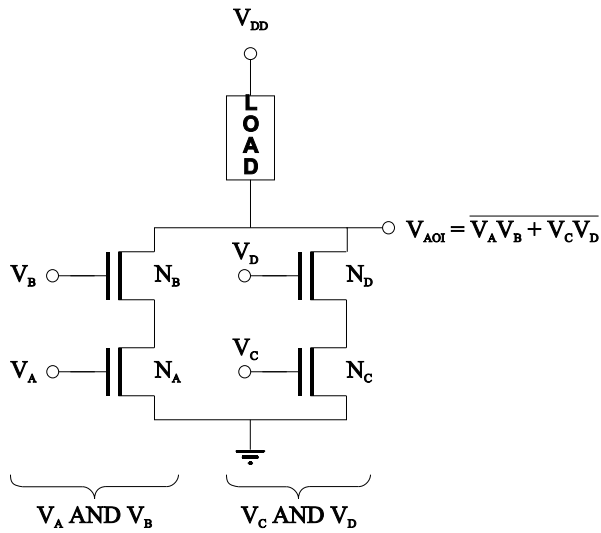 V_DD
LOAD
V_AOI = \overline{V_A V_B + V_C V_D}
V_B
N_B
V_D
N_D
V_A
N_A
V_C
N_C
V_A AND V_B
V_C AND V_D